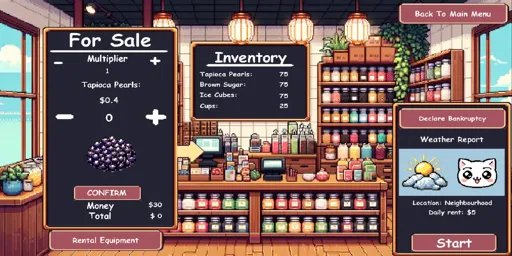 Back To Main Menu
For Sale
Multiplier
- 1 +
Tapioca Pearls:
$0.4
- 0 +
CONFIRM
Money $30
Total $ 0
Rental Equipment
Inventory
Tapioca Pearls: 75
Brown Sugar: 75
Ice Cubes: 75
Cups: 25
Declare Bankruptcy
Weather Report
Location: Neighbourhood
Daily rent: $5
Start